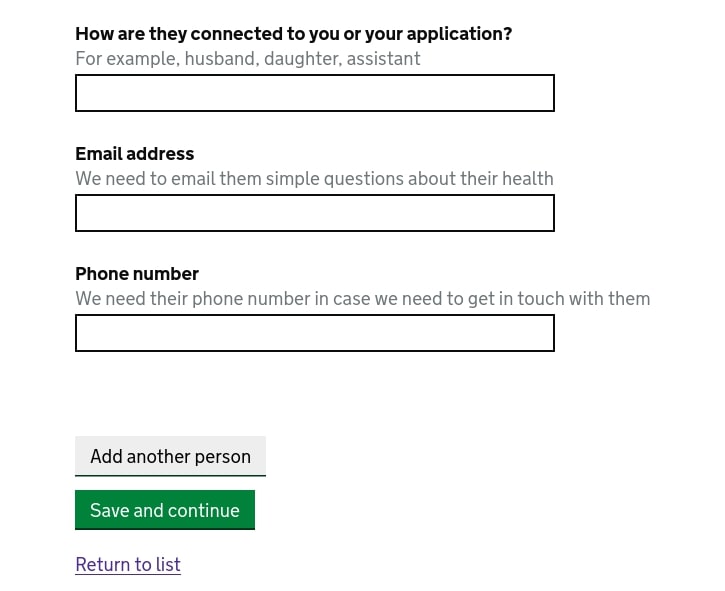 How are they connected to you or your application?
For example, husband, daughter, assistant
Email address
We need to email them simple questions about their health
Phone number
We need their phone number in case we need to get in touch with them
Add another person
Save and continue
Return to list